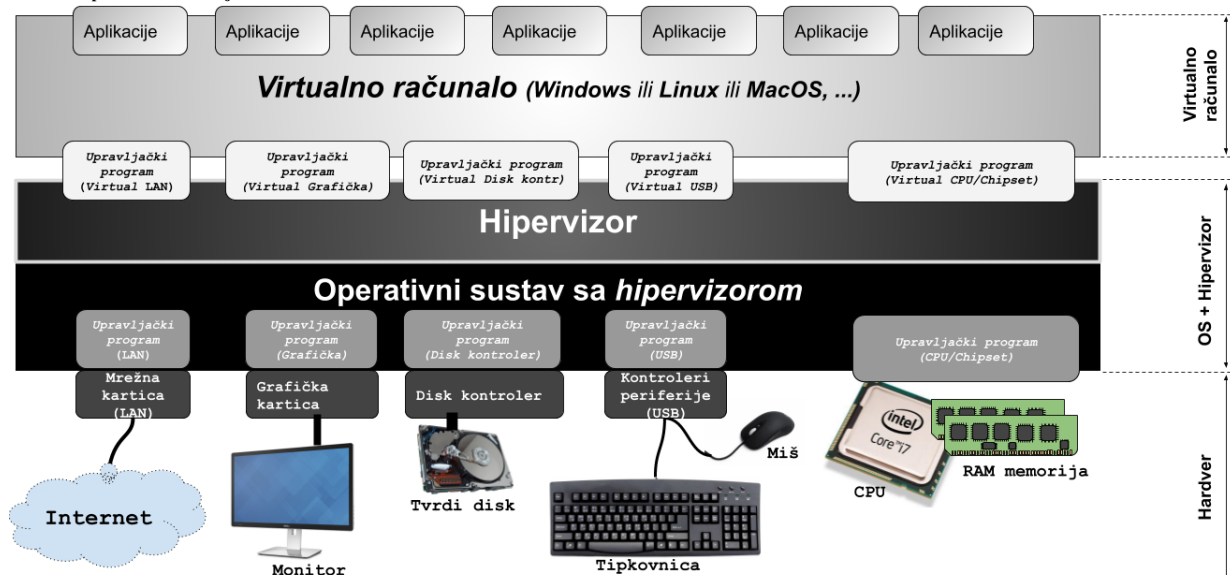 Aplikacije
Aplikacije
Aplikacije
Aplikacije
Aplikacije
Aplikacije
Aplikacije
Virtualno računalo (Windows ili Linux ili MacOS, ...)
Virtualno
računalo
Upravljački
program
(Virtual LAN)
Upravljački
program
(Virtual Grafička)
Upravljački program
(Virtual Disk kontr)
Upravljački
program
(Virtual USB)
Upravljački program
(Virtual CPU/Chipset)
Hipervizor
OS + Hipervizor
Operativni sustav sa hipervizorom
Upravljački
program
(LAN)
Upravljački
program
(Grafička)
Upravljački
program
(Disk kontroler)
Upravljački
program
(USB)
Upravljački program
(CPU/Chipset)
Mrežna
kartica
(LAN)
Grafička
kartica
Disk kontroler
Kontroleri
periferije
(USB)
Hardver
Internet
Monitor
Tvrdi disk
Tipkovnica
Miš
intel
Core™ i7
CPU
RAM memorija